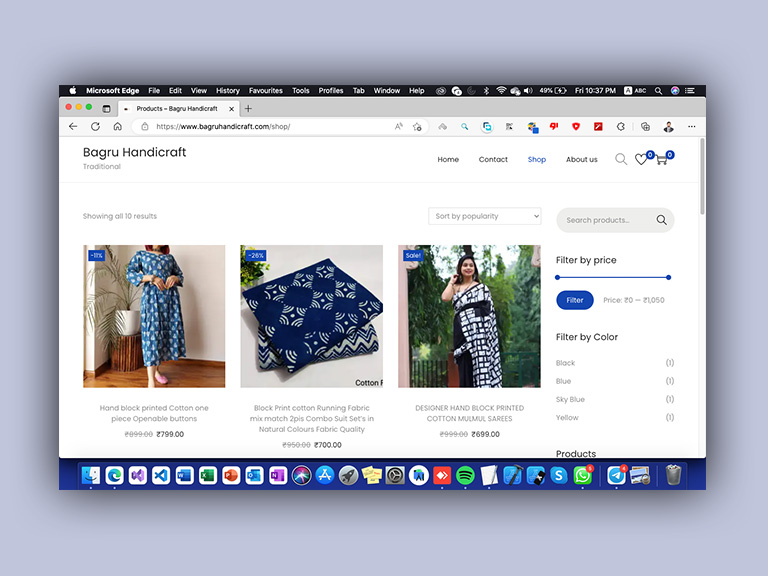 Microsoft Edge File Edit View History Favourites Tools Profiles Tab Window Help 49% Fri 10:37 PM A ABC
Products – Bagru Handicraft
https://www.bagruhandicraft.com/shop/
Bagru Handicraft
Traditional
Home Contact Shop About us 0 0
Showing all 10 results
Sort by popularity
Search products…
Filter by price
Filter Price: ₹0 — ₹1,050
Filter by Color
Black (1)
Blue (1)
Sky Blue (1)
Yellow (1)
Products
-11%
Hand block printed Cotton one
piece Openable buttons
₹899.00 ₹799.00
-26%
Cotton F
Block Print cotton Running Fabric
mix match 2pis Combo Suit Set's in
Natural Colours Fabric Quality
₹950.00 ₹700.00
Sale!
DESIGNER HAND BLOCK PRINTED
COTTON MULMUL SAREES
₹999.00 ₹699.00